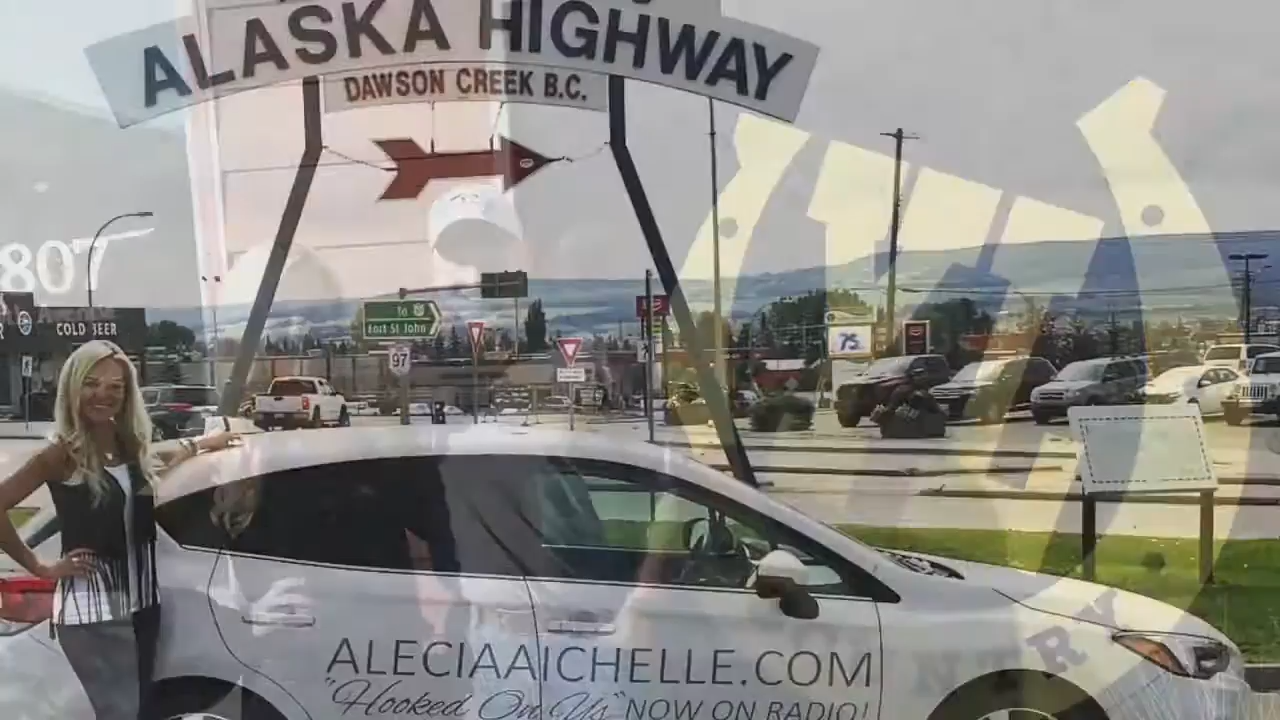 ALASKA HIGHWAY
DAWSON CREEK B.C.
807
To
East St John
COLD BEER
97
75
ALECIAAICHELLE.COM
"Hooked On Us" NOW ON RADIO!
NTRY